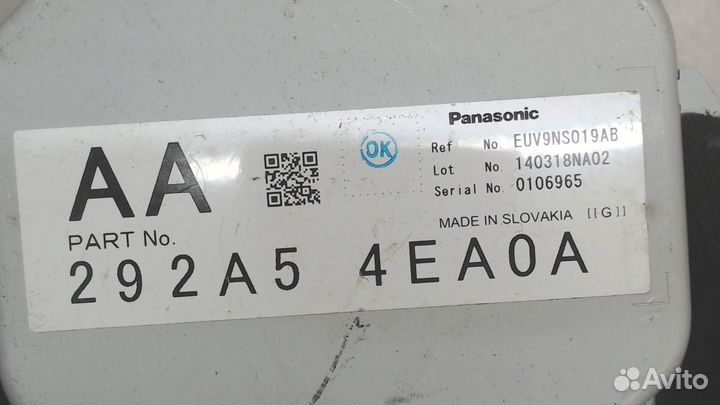 AA
PART No.
292A5 4EA0A
OK
Panasonic
Ref No. EUV9NS019AB
Lot No. 140318NA02
Serial No. 0106965
MADE IN SLOVAKIA [[G]]
Avito